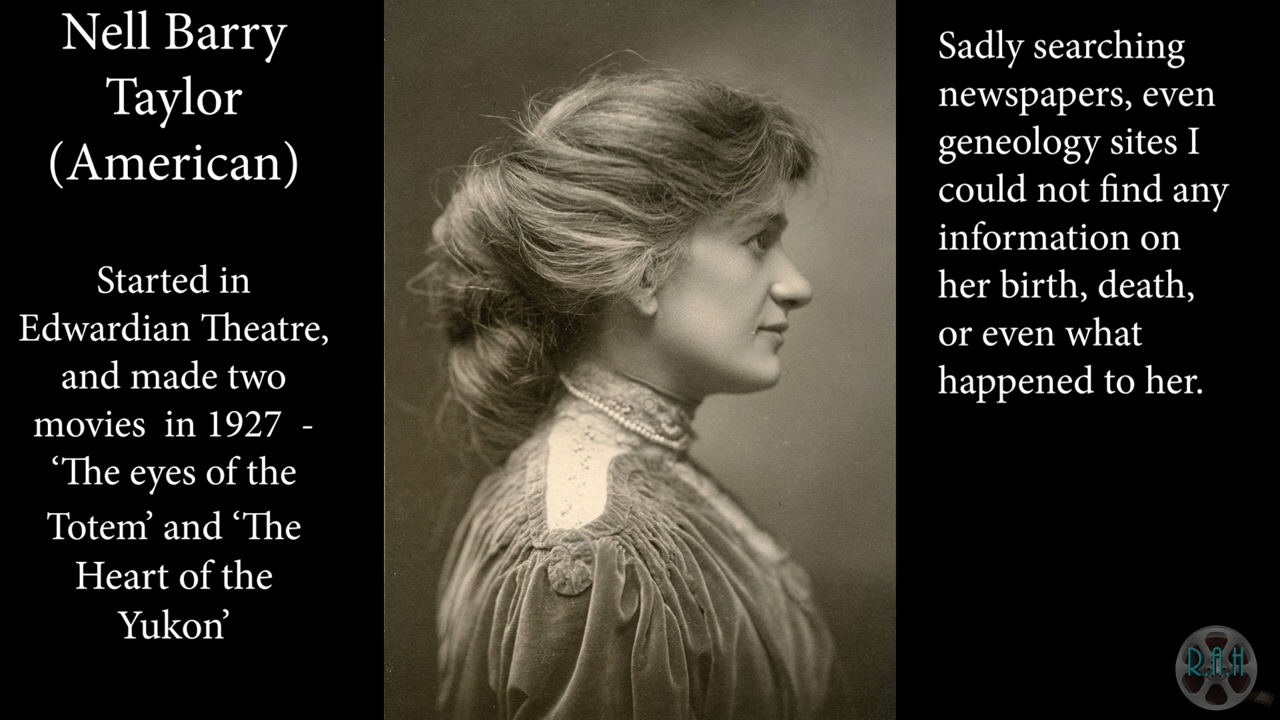 Nell Barry
Taylor
(American)
Started in
Edwardian Theatre,
and made two
movies in 1927 -
‘The eyes of the
Totem’ and ‘The
Heart of the
Yukon’
Sadly searching
newspapers, even
geneology sites I
could not find any
information on
her birth, death,
or even what
happened to her.
R.A.H